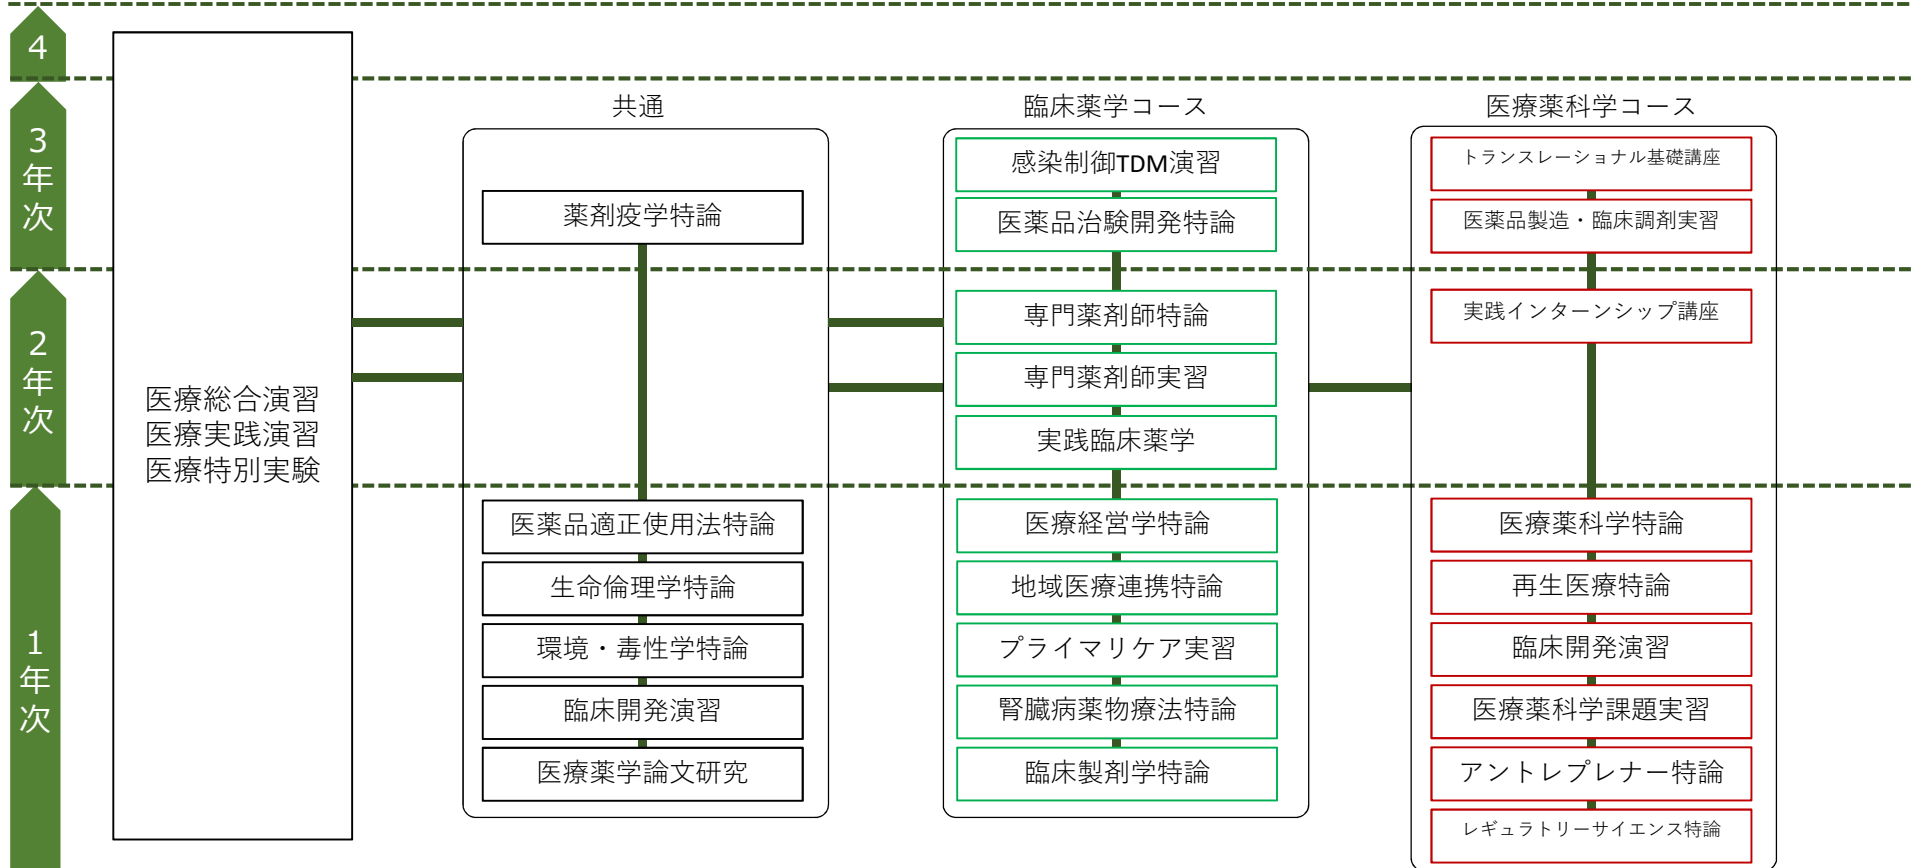 4
3年次
2年次
1年次
医療総合演習
医療実践演習
医療特別実験
共通
薬剤疫学特論
医薬品適正使用法特論
生命倫理学特論
環境・毒性学特論
臨床開発演習
医療薬学論文研究
臨床薬学コース
感染制御TDM演習
医薬品治験開発特論
専門薬剤師特論
専門薬剤師実習
実践臨床薬学
医療経営学特論
地域医療連携特論
プライマリケア実習
腎臓病薬物療法特論
臨床製剤学特論
医療薬科学コース
トランスレーショナル基礎講座
医薬品製造・臨床調剤実習
実践インターンシップ講座
医療薬科学特論
再生医療特論
臨床開発演習
医療薬科学課題実習
アントレプレナー特論
レギュラトリーサイエンス特論